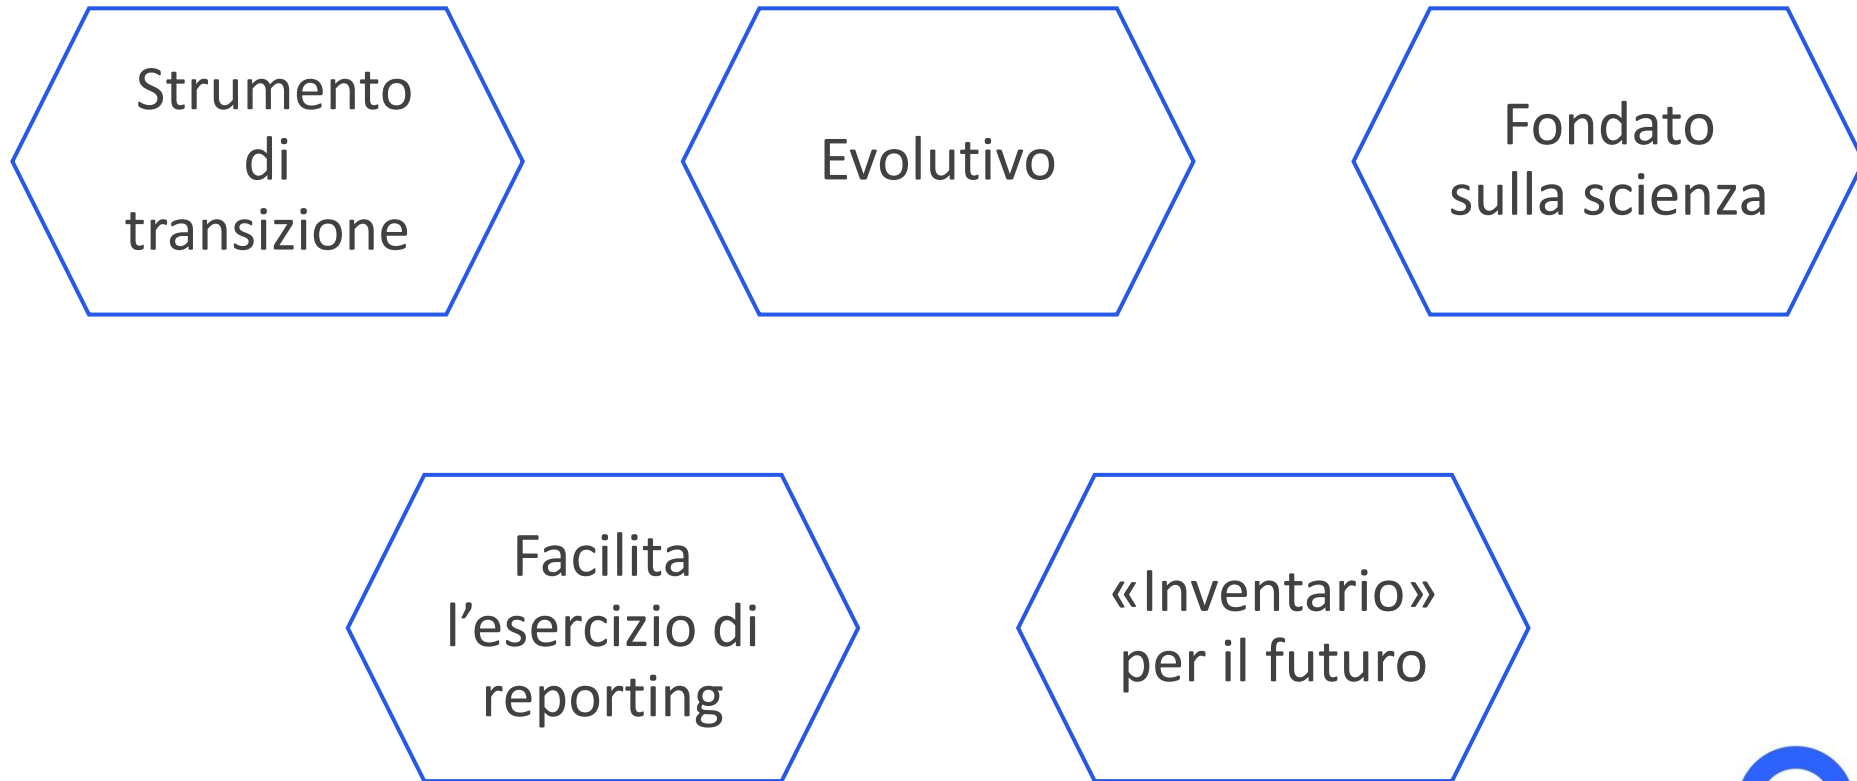 Strumento
di
transizione
Evolutivo
Fondato
sulla scienza
Facilita
l’esercizio di
reporting
«Inventario»
per il futuro